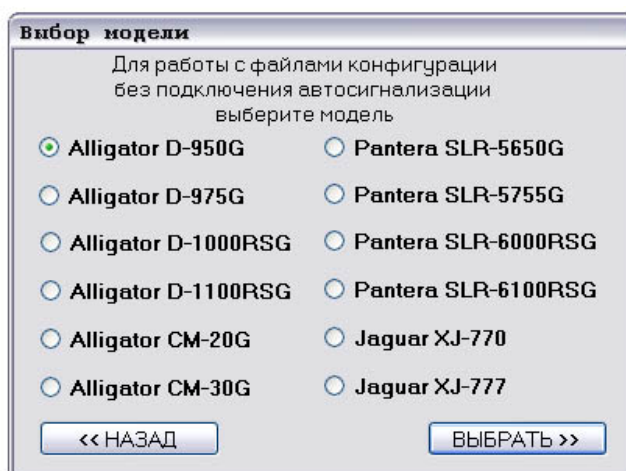 Выбор модели
Для работы с файлами конфигурации
без подключения автосигнализации
выберите модель
Alligator D-950G
Pantera SLR-5650G
Alligator D-975G
Pantera SLR-5755G
Alligator D-1000RSG
Pantera SLR-6000RSG
Alligator D-1100RSG
Pantera SLR-6100RSG
Alligator CM-20G
Jaguar XJ-770
Alligator CM-30G
Jaguar XJ-777
<< НАЗАД
ВЫБРАТЬ >>